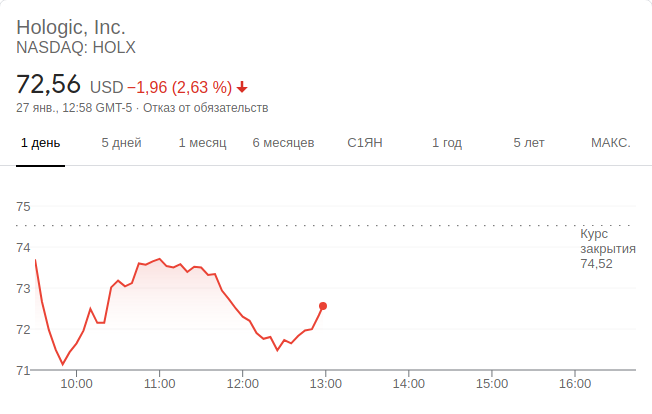 Hologic, Inc.
NASDAQ: HOLX
72,56 USD −1,96 (2,63 %)
27 янв., 12:58 GMT-5 · Отказ от обязательств
1 день 5 дней 1 месяц 6 месяцев С1ЯН 1 год 5 лет МАКС.
75
Курс
закрытия
74,52
74
73
72
71
10:00 11:00 12:00 13:00 14:00 15:00 16:00